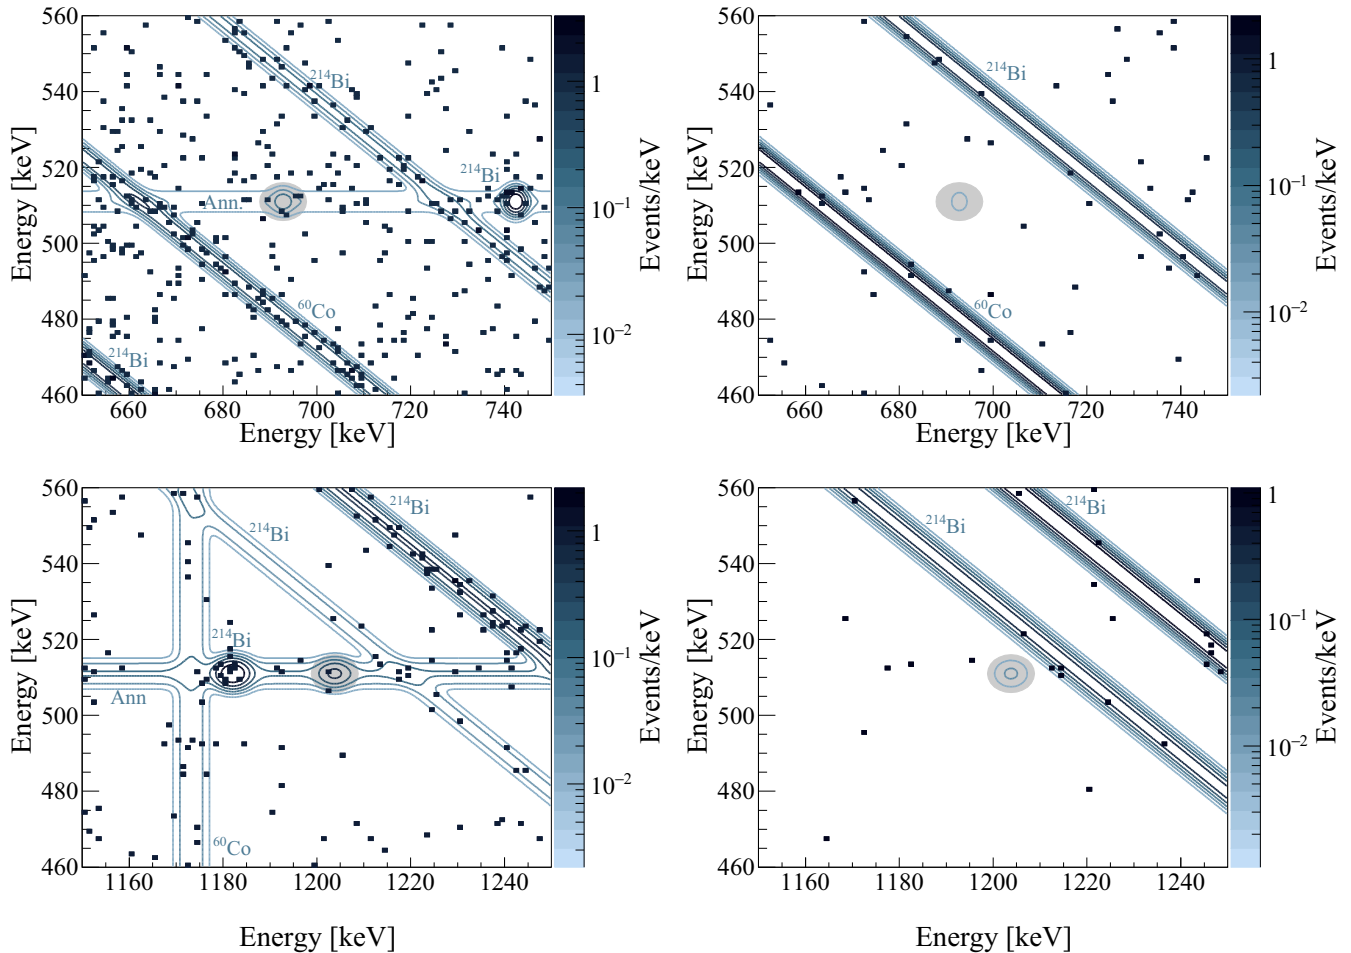 560
540
520
500
480
460
Energy [keV]
660 680 700 720 740
Energy [keV]
²¹⁴Bi
²¹⁴Bi
Ann.
⁶⁰Co
²¹⁴Bi
1
10⁻¹
10⁻²
Events/keV
560
540
520
500
480
460
Energy [keV]
660 680 700 720 740
Energy [keV]
²¹⁴Bi
⁶⁰Co
1
10⁻¹
10⁻²
Events/keV
560
540
520
500
480
460
Energy [keV]
1160 1180 1200 1220 1240
Energy [keV]
²¹⁴Bi
²¹⁴Bi
²¹⁴Bi
Ann
⁶⁰Co
1
10⁻¹
10⁻²
Events/keV
560
540
520
500
480
460
Energy [keV]
1160 1180 1200 1220 1240
Energy [keV]
²¹⁴Bi
²¹⁴Bi
1
10⁻¹
10⁻²
Events/keV